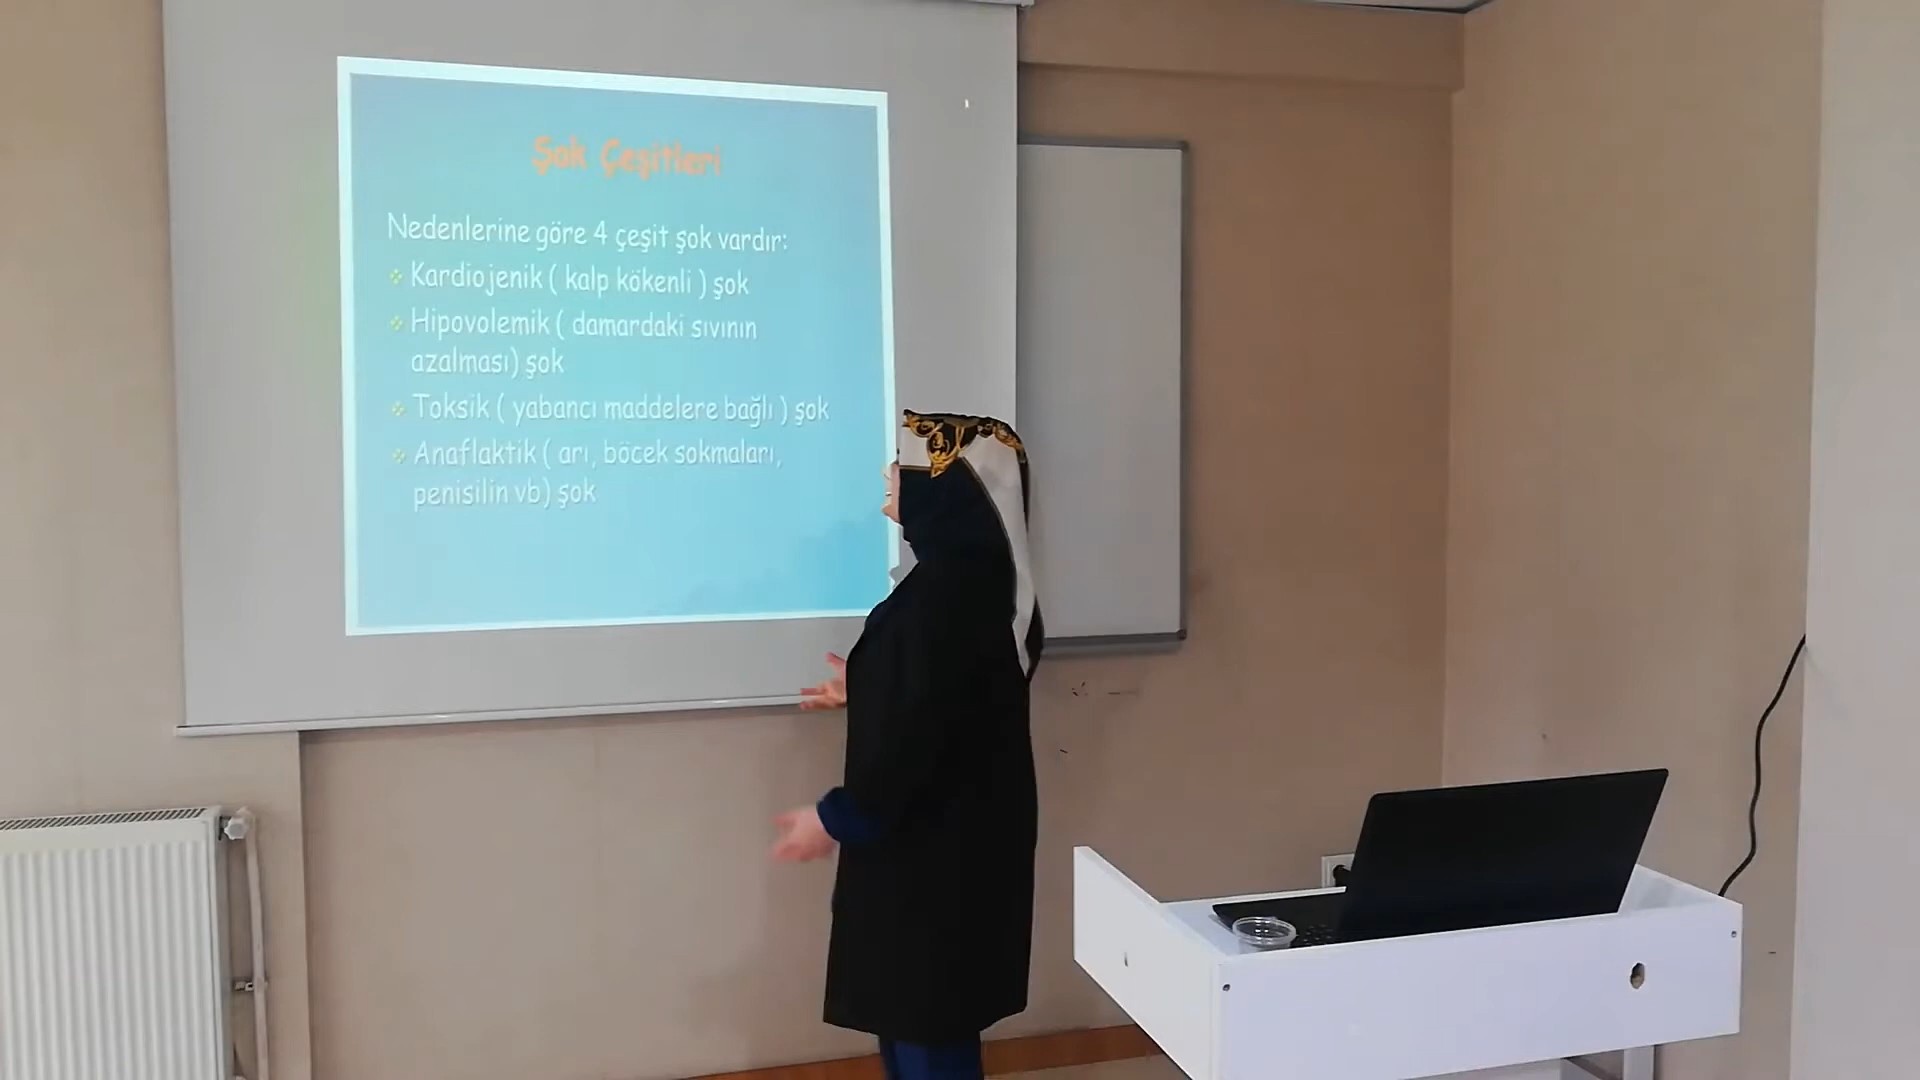 Şok Çeşitleri
Nedenlerine göre 4 çeşit şok vardır:
Kardiojenik ( kalp kökenli ) şok
Hipovolemik ( damardaki sıvının
azalması) şok
Toksik ( yabancı maddelere bağlı ) şok
Anaflaktik ( arı, böcek sokmaları,
penisilin vb) şok